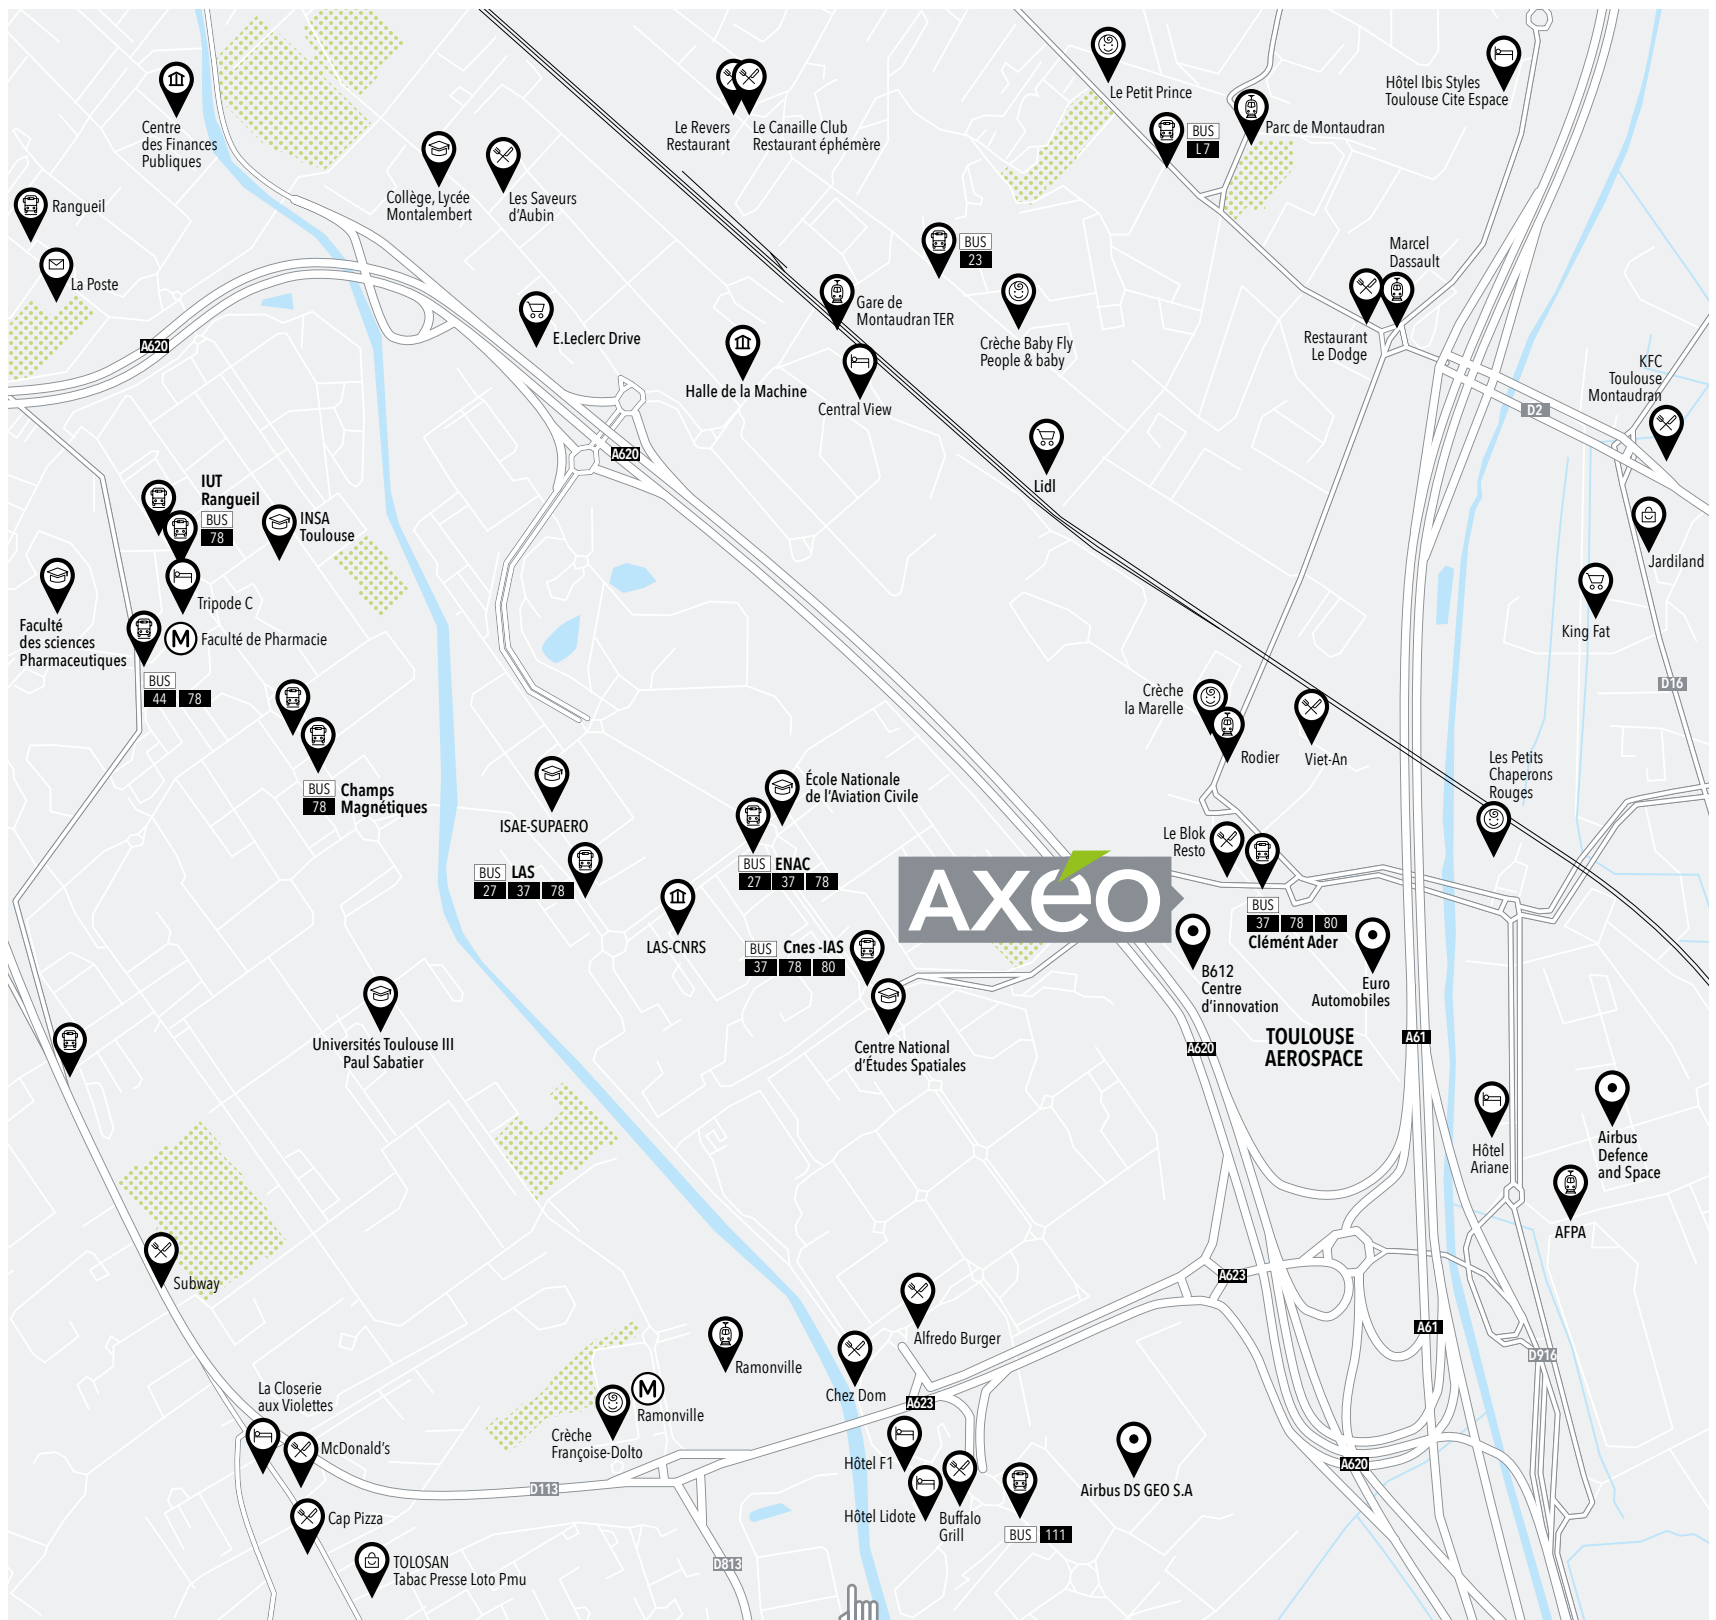 Centre
des Finances
Publiques
Rangueil
La Poste
A620
Collège, Lycée
Montalembert
Les Saveurs
d'Aubin
Le Revers
Restaurant
Le Canaille Club
Restaurant éphémère
Le Petit Prince
BUS
L7
Parc de Montaudran
Hôtel Ibis Styles
Toulouse Cite Espace
BUS
23
Gare de
Montaudran TER
Crèche Baby Fly
People & baby
Marcel
Dassault
Restaurant
Le Dodge
KFC
Toulouse
Montaudran
D2
E.Leclerc Drive
Halle de la Machine
Central View
A620
Lidl
IUT
Rangueil
BUS
78
INSA
Toulouse
Tripode C
Faculté
des sciences
Pharmaceutiques
M
Faculté de Pharmacie
BUS
44 78
Jardiland
King Fat
D16
BUS
78
Champs
Magnétiques
ISAE-SUPAERO
BUS LAS
27 37 78
École Nationale
de l'Aviation Civile
BUS ENAC
27 37 78
LAS-CNRS
BUS Cnes -IAS
37 78 80
Centre National
d'Études Spatiales
Crèche
la Marelle
Rodier
Viet-An
Les Petits
Chaperons
Rouges
Le Blok
Resto
AXéO
BUS
37 78 80
Clémént Ader
B612
Centre
d'innovation
Euro
Automobiles
TOULOUSE
AEROSPACE
A620
A61
Universités Toulouse III
Paul Sabatier
Hôtel
Ariane
Airbus
Defence
and Space
AFPA
Subway
A623
A61
D916
Alfredo Burger
Ramonville
Chez Dom
A623
La Closerie
aux Violettes
McDonald's
M
Ramonville
Crèche
Françoise-Dolto
D113
Hôtel F1
Hôtel Lidote
Buffalo
Grill
BUS 111
Airbus DS GEO S.A
A620
Cap Pizza
TOLOSAN
Tabac Presse Loto Pmu
D813